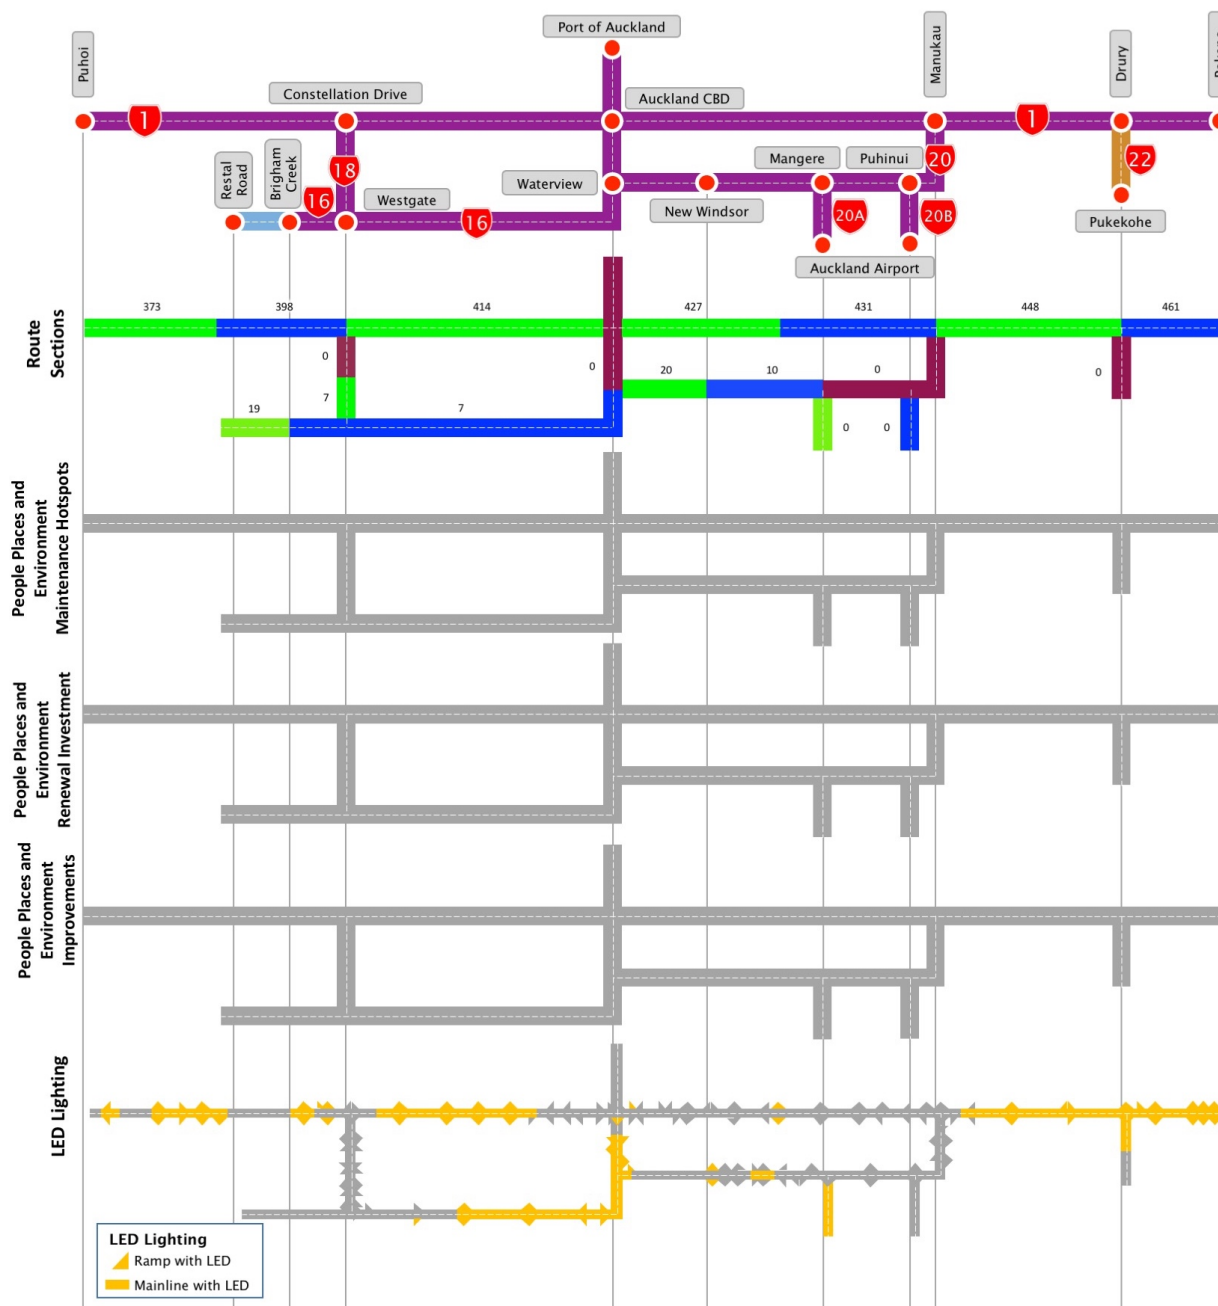 Port of Auckland
Puhoi
Manukau
Drury
Constellation Drive
Auckland CBD
1
1
Restal
Road
Brigham
Creek
18
16
Westgate
16
Waterview
Mangere
Puhinui
20
22
New Windsor
20A
20B
Pukekohe
Auckland Airport
Route
Sections
373
398
414
427
431
448
461
0
0
20
10
0
0
7
19
7
0
0
People Places and
Environment
Maintenance Hotspots
People Places and
Environment
Renewal Investment
People Places and
Environment
Improvements
LED Lighting
LED Lighting
Ramp with LED
Mainline with LED